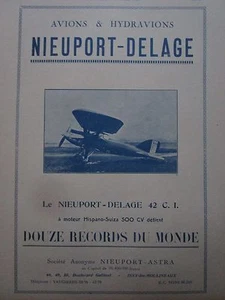 AVIONS & HYDRAVIONS
NIEUPORT-DELAGE
Le NIEUPORT-DELAGE 42 C. 1.
à moteur Hispano-Suiza 500 CV détient
DOUZE RECORDS DU MONDE
Société Anonyme NIEUPORT-ASTRA